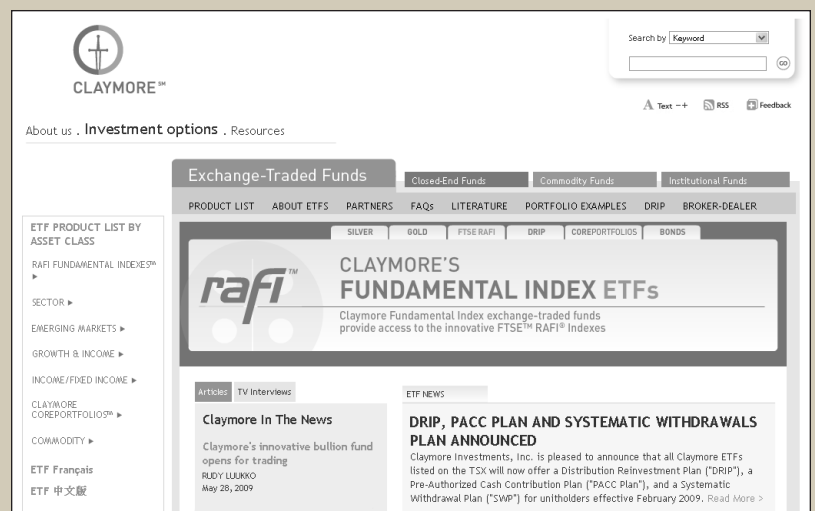 Search by Keyword
GO
CLAYMORE SM
A Text -+ RSS Feedback
About us . Investment options . Resources
Exchange-Traded Funds Closed-End Funds Commodity Funds Institutional Funds
PRODUCT LIST ABOUT ETFS PARTNERS FAQs LITERATURE PORTFOLIO EXAMPLES DRIP BROKER-DEALER
SILVER GOLD FTSE RAFI DRIP COREPORTFOLIOS BONDS
rafi™
CLAYMORE'S
FUNDAMENTAL INDEX ETFs
Claymore Fundamental Index exchange-traded funds
provide access to the innovative FTSE™ RAFI® Indexes
ETF PRODUCT LIST BY
ASSET CLASS
RAFI FUNDAMENTAL INDEXES™
SECTOR
EMERGING MARKETS
GROWTH & INCOME
INCOME/FIXED INCOME
CLAYMORE
COREPORTFOLIOS™
COMMODITY
ETF Français
ETF 中文版
Articles TV Interviews
Claymore In The News
Claymore's innovative bullion fund
opens for trading
RUDY LUUKKO
May 28, 2009
ETF NEWS
DRIP, PACC PLAN AND SYSTEMATIC WITHDRAWALS
PLAN ANNOUNCED
Claymore Investments, Inc. is pleased to announce that all Claymore ETFs
listed on the TSX will now offer a Distribution Reinvestment Plan ("DRIP"), a
Pre-Authorized Cash Contribution Plan ("PACC Plan"), and a Systematic
Withdrawal Plan ("SWP") for unitholders effective February 2009. Read More >